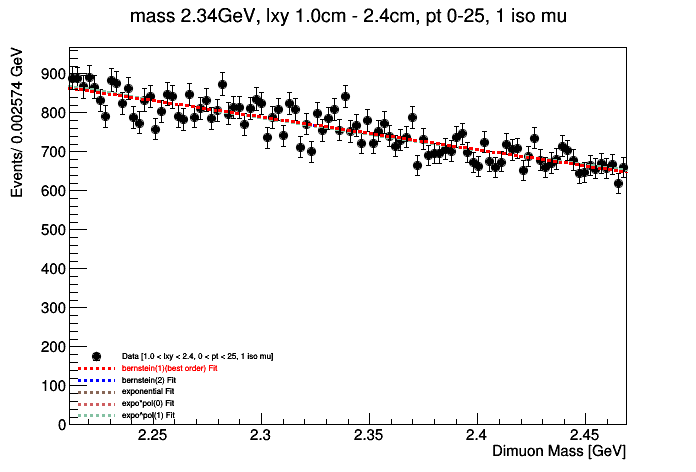 mass 2.34GeV, lxy 1.0cm - 2.4cm, pt 0-25, 1 iso mu
Events/ 0.002574 GeV
900
800
700
600
500
400
300
200
100
0
Data [1.0 < lxy < 2.4, 0 < pt < 25, 1 iso mu]
bernstein(1)(best order) Fit
bernstein(2) Fit
exponential Fit
expo*pol(0) Fit
expo*pol(1) Fit
2.25
2.3
2.35
2.4
2.45
Dimuon Mass [GeV]